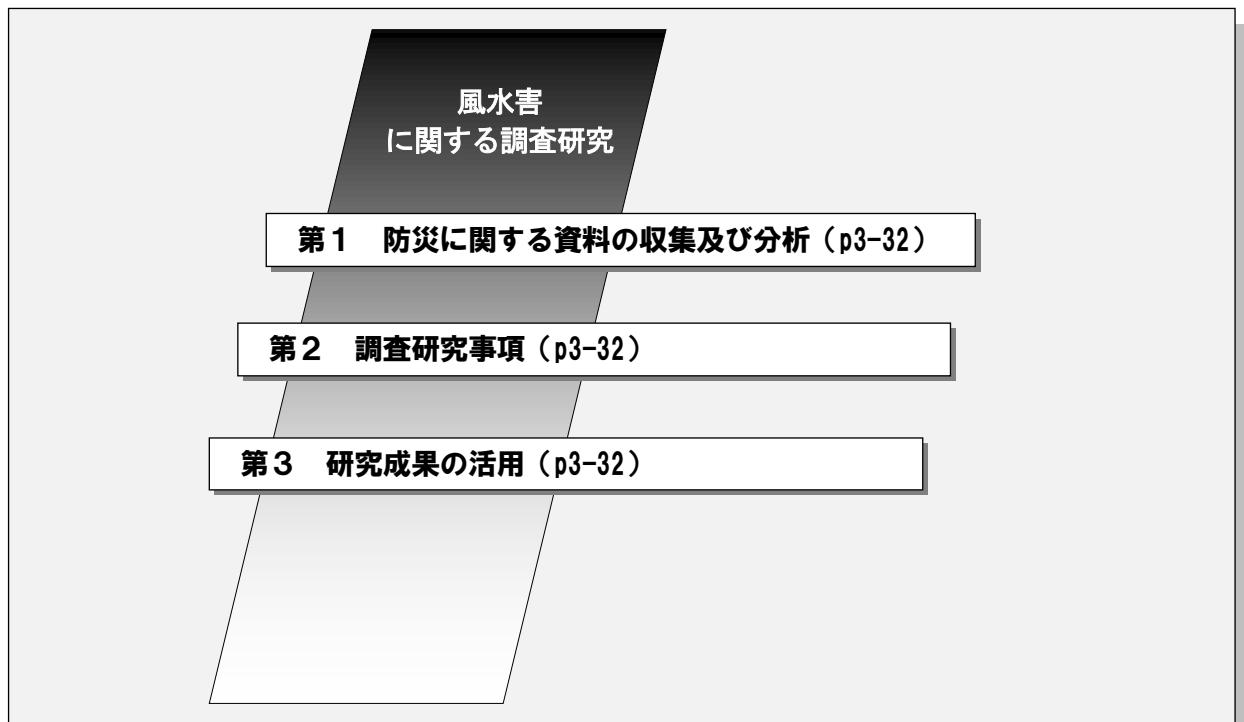 風水害
に関する調査研究
第１　防災に関する資料の収集及び分析（p3-32）
第２　調査研究事項（p3-32）
第３　研究成果の活用（p3-32）